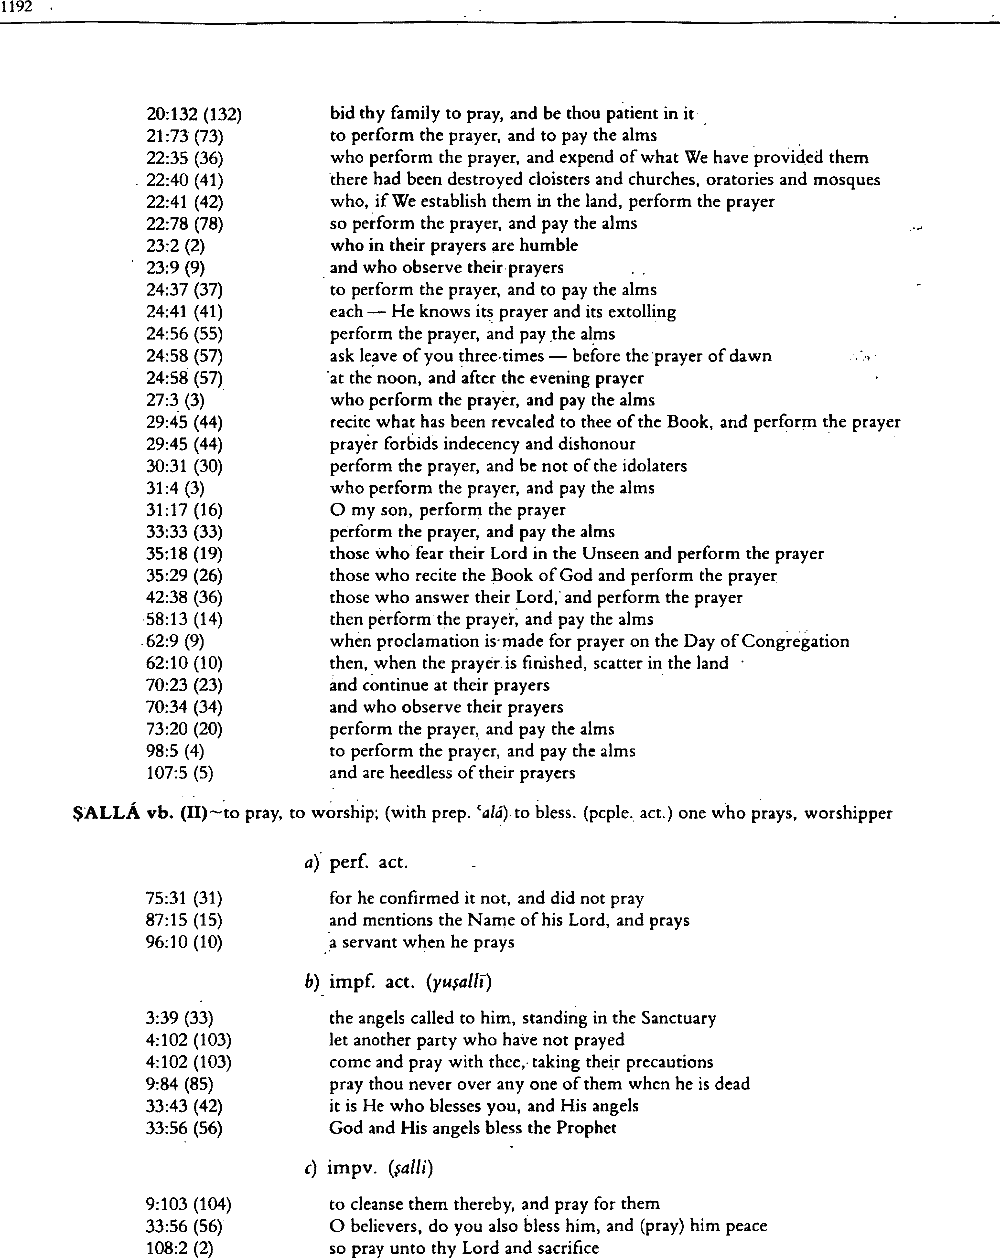 1192
20:132 (132) bid thy family to pray, and be thou patient in it
21:73 (73) to perform the prayer, and to pay the alms
22:35 (36) who perform the prayer, and expend of what We have provided them
22:40 (41) there had been destroyed cloisters and churches, oratories and mosques
22:41 (42) who, if We establish them in the land, perform the prayer
22:78 (78) so perform the prayer, and pay the alms
23:2 (2) who in their prayers are humble
23:9 (9) and who observe their prayers
24:37 (37) to perform the prayer, and to pay the alms
24:41 (41) each — He knows its prayer and its extolling
24:56 (55) perform the prayer, and pay the alms
24:58 (57) ask leave of you three times — before the prayer of dawn
24:58 (57) at the noon, and after the evening prayer
27:3 (3) who perform the prayer, and pay the alms
29:45 (44) recite what has been revealed to thee of the Book, and perform the prayer
29:45 (44) prayer forbids indecency and dishonour
30:31 (30) perform the prayer, and be not of the idolaters
31:4 (3) who perform the prayer, and pay the alms
31:17 (16) O my son, perform the prayer
33:33 (33) perform the prayer, and pay the alms
35:18 (19) those who fear their Lord in the Unseen and perform the prayer
35:29 (26) those who recite the Book of God and perform the prayer
42:38 (36) those who answer their Lord, and perform the prayer
58:13 (14) then perform the prayer, and pay the alms
62:9 (9) when proclamation is made for prayer on the Day of Congregation
62:10 (10) then, when the prayer is finished, scatter in the land
70:23 (23) and continue at their prayers
70:34 (34) and who observe their prayers
73:20 (20) perform the prayer, and pay the alms
98:5 (4) to perform the prayer, and pay the alms
107:5 (5) and are heedless of their prayers
ṢALLÁ vb. (II)~to pray, to worship; (with prep. ʿalá) to bless. (pcple. act.) one who prays, worshipper
a) perf. act.
75:31 (31) for he confirmed it not, and did not pray
87:15 (15) and mentions the Name of his Lord, and prays
96:10 (10) a servant when he prays
b) impf. act. (yuṣallī)
3:39 (33) the angels called to him, standing in the Sanctuary
4:102 (103) let another party who have not prayed
4:102 (103) come and pray with thee, taking their precautions
9:84 (85) pray thou never over any one of them when he is dead
33:43 (42) it is He who blesses you, and His angels
33:56 (56) God and His angels bless the Prophet
c) impv. (ṣalli)
9:103 (104) to cleanse them thereby, and pray for them
33:56 (56) O believers, do you also bless him, and (pray) him peace
108:2 (2) so pray unto thy Lord and sacrifice